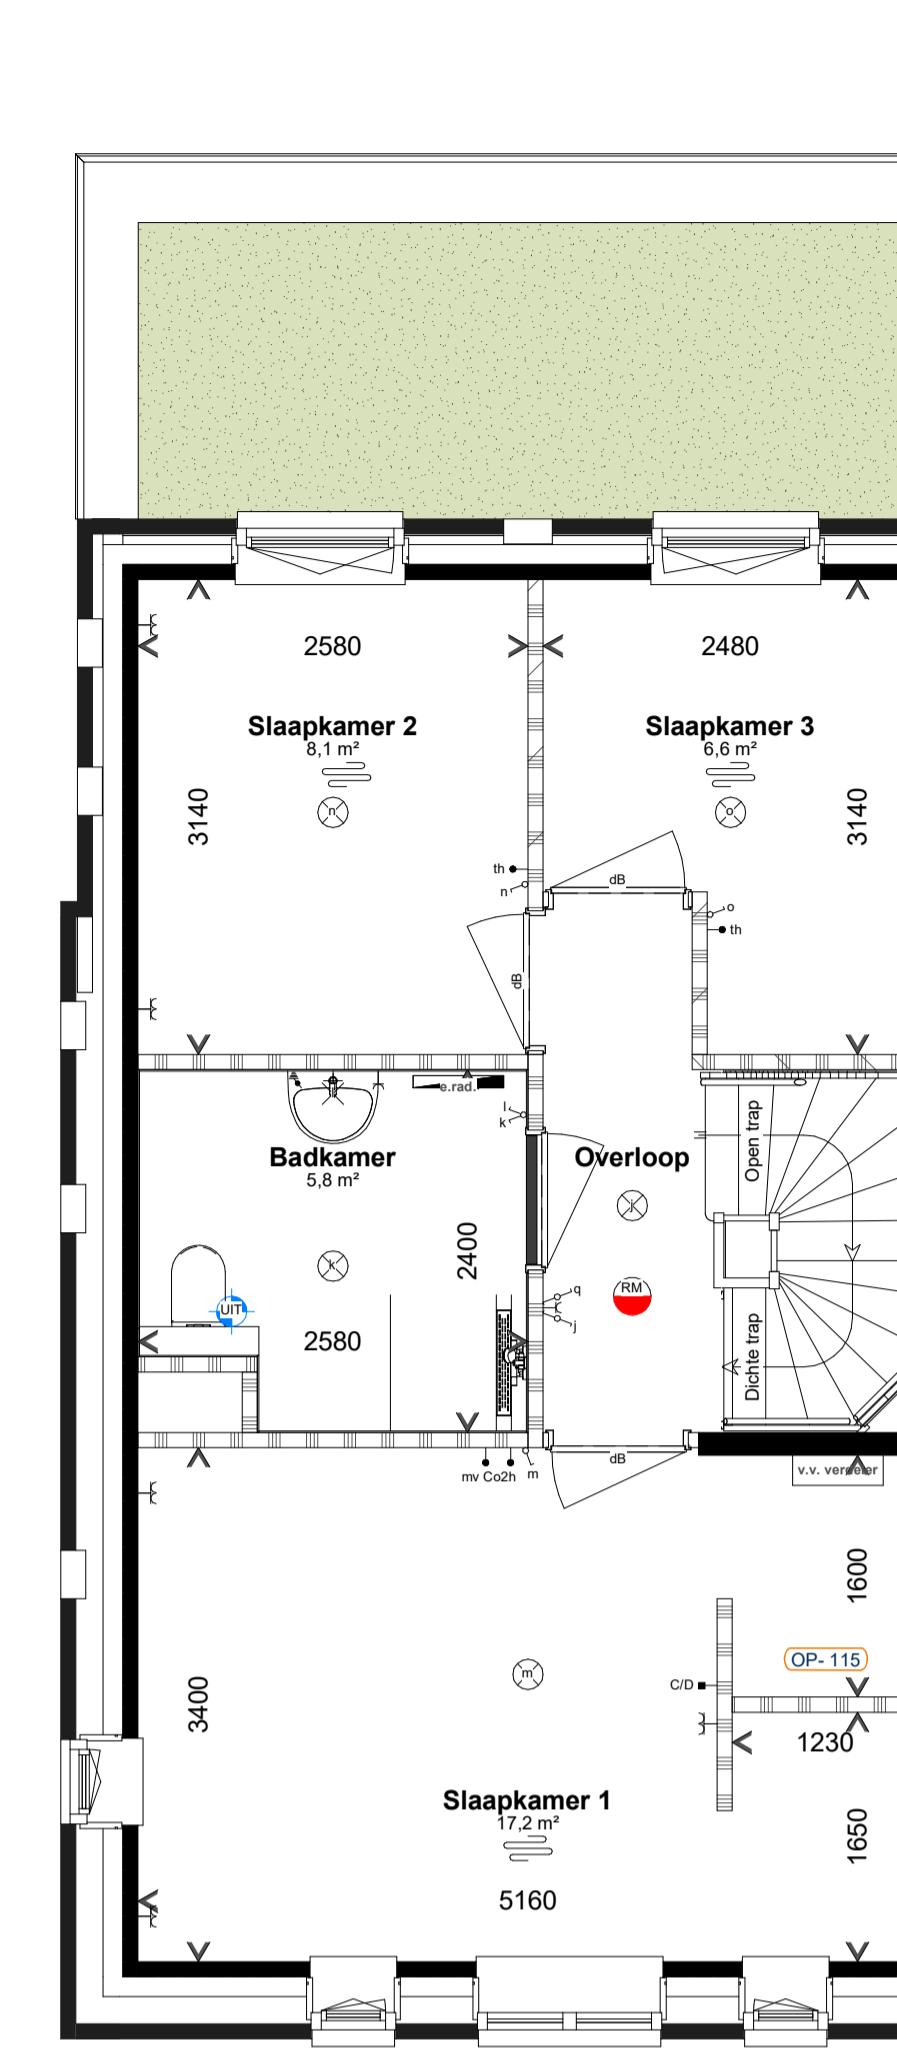 2580
2480
Slaapkamer 2
8,1 m²
Slaapkamer 3
6,6 m²
n
o
3140
3140
th
n
dB
o
th
dB
e.rad.
l
k
Badkamer
5,8 m²
Overloop
Open trap
j
k
2400
UIT
RM
q
j
2580
Dichte trap
dB
mv Co2h
m
v.v. verdeler
1600
OP- 115
m
C/D
3400
1230
Slaapkamer 1
17,2 m²
1650
5160